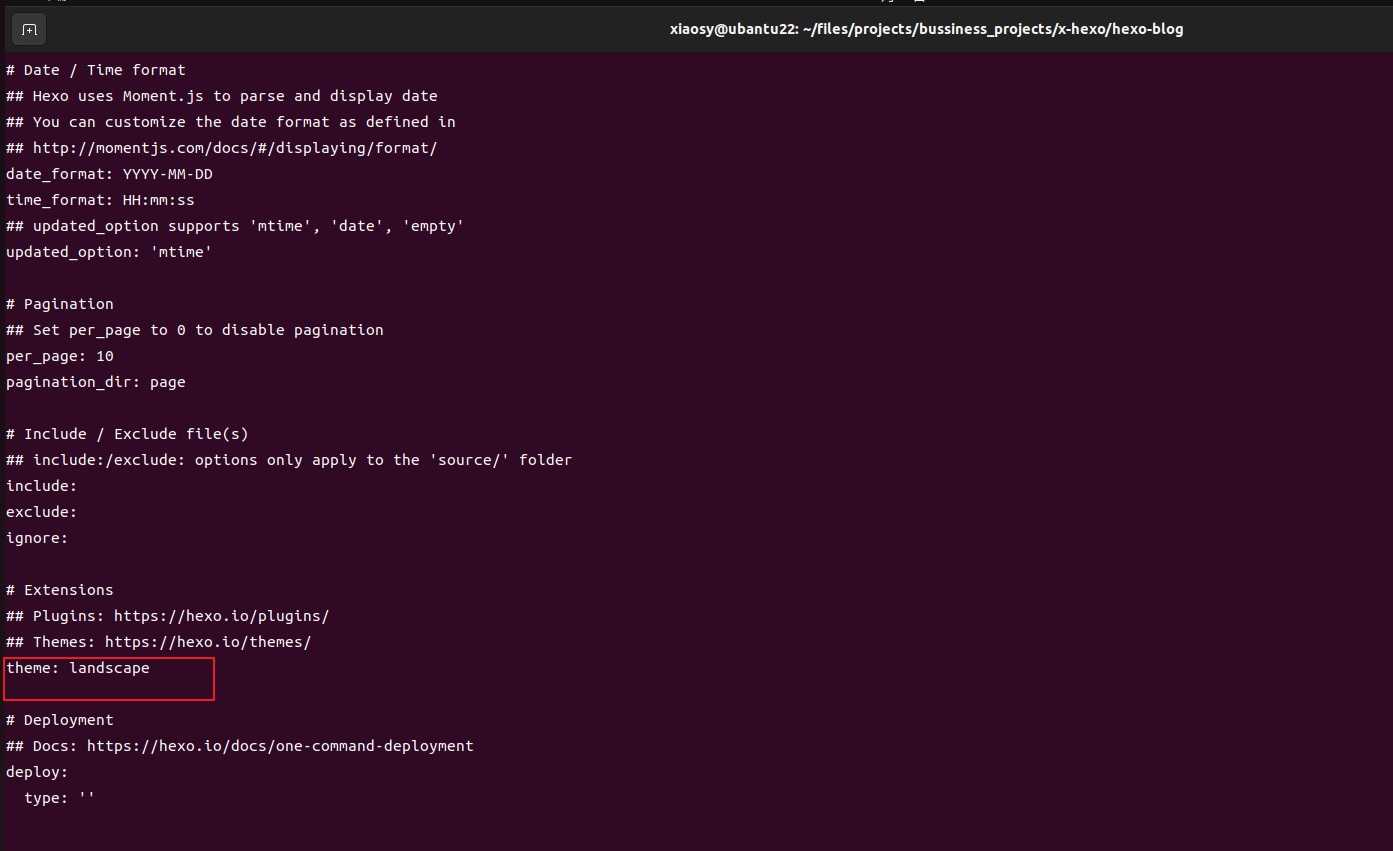 xiaosy@ubantu22: ~/files/projects/bussiness_projects/x-hexo/hexo-blog
# Date / Time format
## Hexo uses Moment.js to parse and display date
## You can customize the date format as defined in
## http://momentjs.com/docs/#/displaying/format/
date_format: YYYY-MM-DD
time_format: HH:mm:ss
## updated_option supports 'mtime', 'date', 'empty'
updated_option: 'mtime'
# Pagination
## Set per_page to 0 to disable pagination
per_page: 10
pagination_dir: page
# Include / Exclude file(s)
## include:/exclude: options only apply to the 'source/' folder
include:
exclude:
ignore:
# Extensions
## Plugins: https://hexo.io/plugins/
## Themes: https://hexo.io/themes/
theme: landscape
# Deployment
## Docs: https://hexo.io/docs/one-command-deployment
deploy:
  type: ''